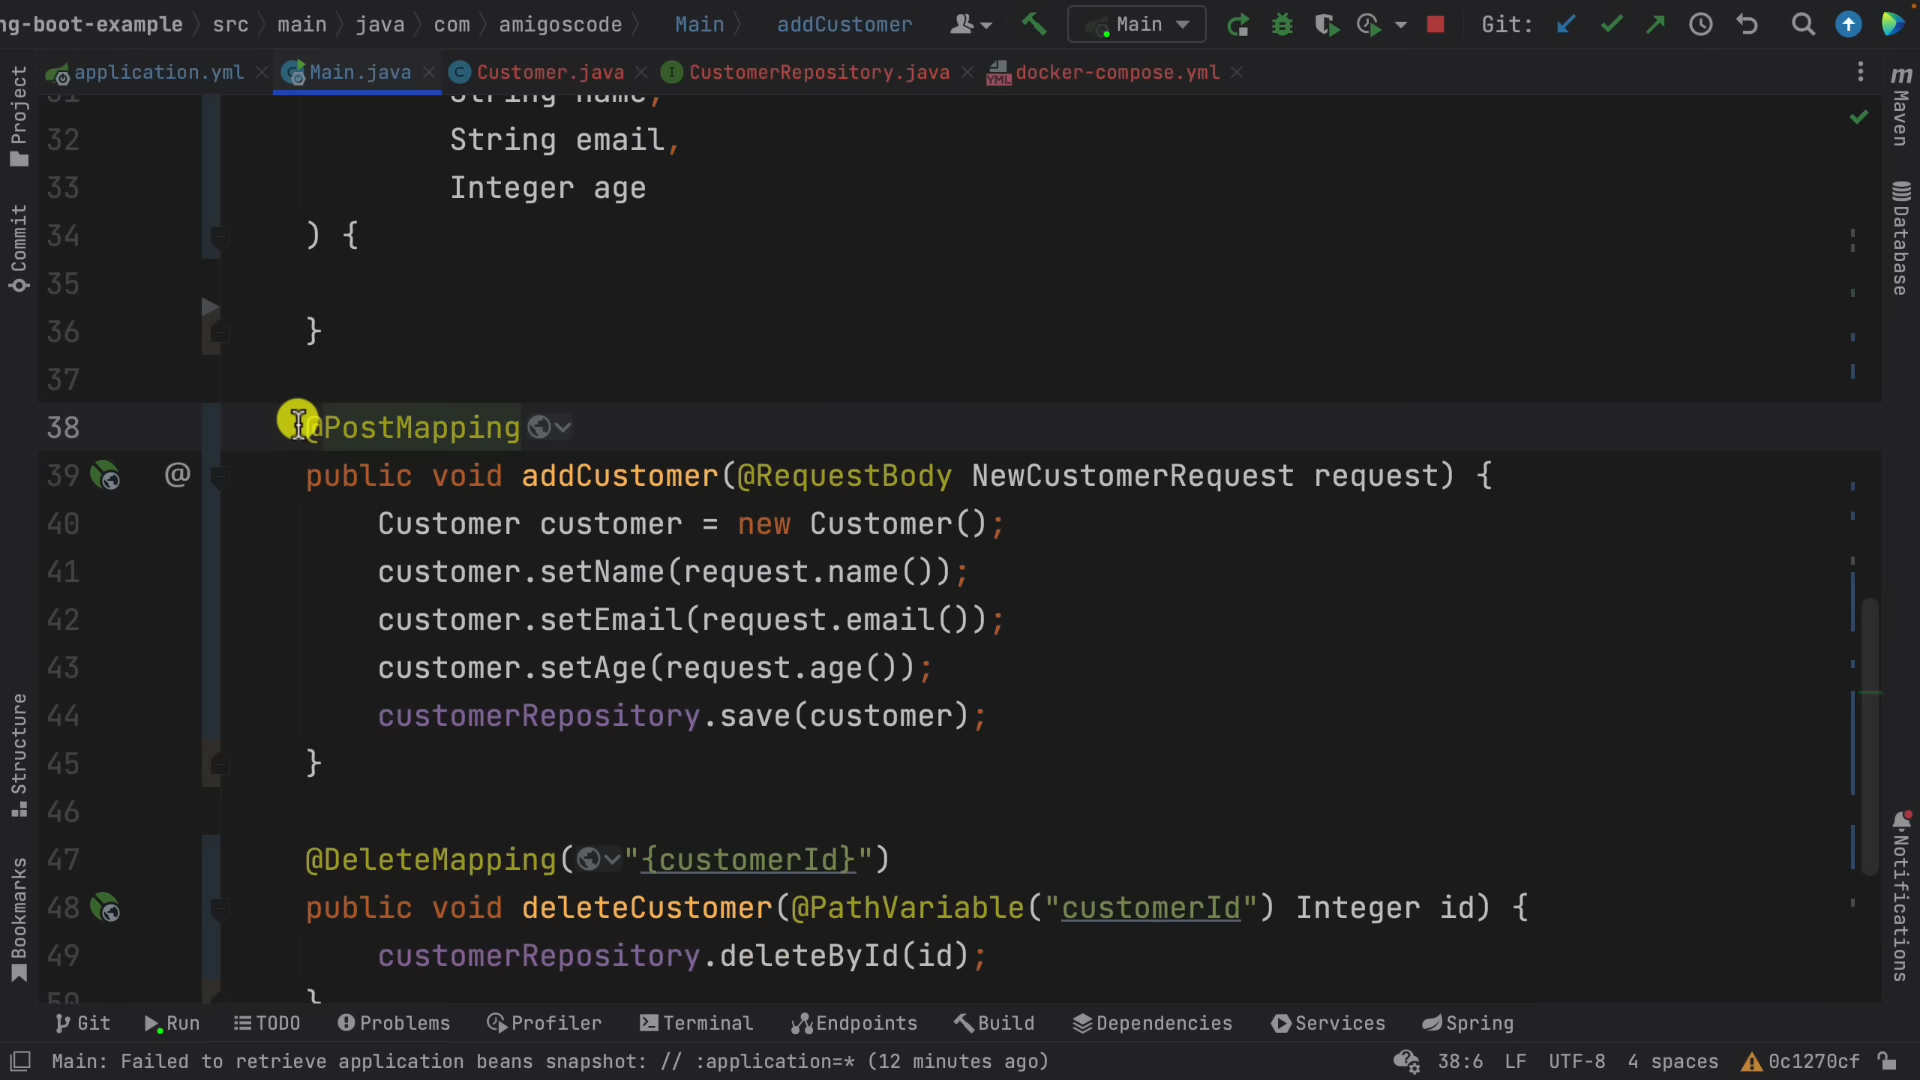 ng-boot-example src main java com amigoscode Main addCustomer Main Git:
application.yml Main.java Customer.java CustomerRepository.java docker-compose.yml
Project
Commit
Structure
Bookmarks
31 String name,
32 String email,
33 Integer age
34 ) {
35
36 }
37
38 @PostMapping
39 @ public void addCustomer(@RequestBody NewCustomerRequest request) {
40 Customer customer = new Customer();
41 customer.setName(request.name());
42 customer.setEmail(request.email());
43 customer.setAge(request.age());
44 customerRepository.save(customer);
45 }
46
47 @DeleteMapping("{customerId}")
48 public void deleteCustomer(@PathVariable("customerId") Integer id) {
49 customerRepository.deleteById(id);
50 }
m Maven
Database
Notifications
Git Run TODO Problems Profiler Terminal Endpoints Build Dependencies Services Spring
Main: Failed to retrieve application beans snapshot: // :application=* (12 minutes ago) 38:6 LF UTF-8 4 spaces 0c1270cf